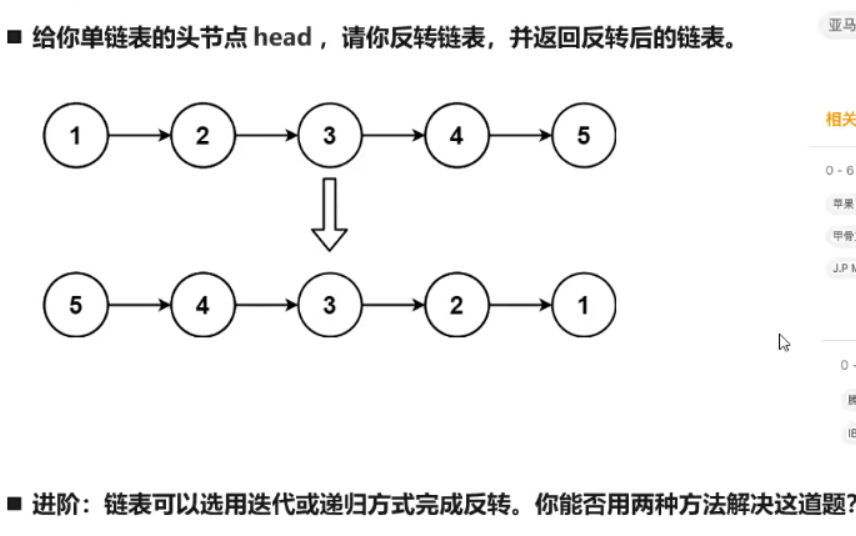 给你单链表的头节点 head ，请你反转链表，并返回反转后的链表。
亚马
1 2 3 4 5
相关
0 - 6
苹果
甲骨
J.P M
5 4 3 2 1
0 -
IB
进阶：链表可以选用迭代或递归方式完成反转。你能否用两种方法解决这道题?